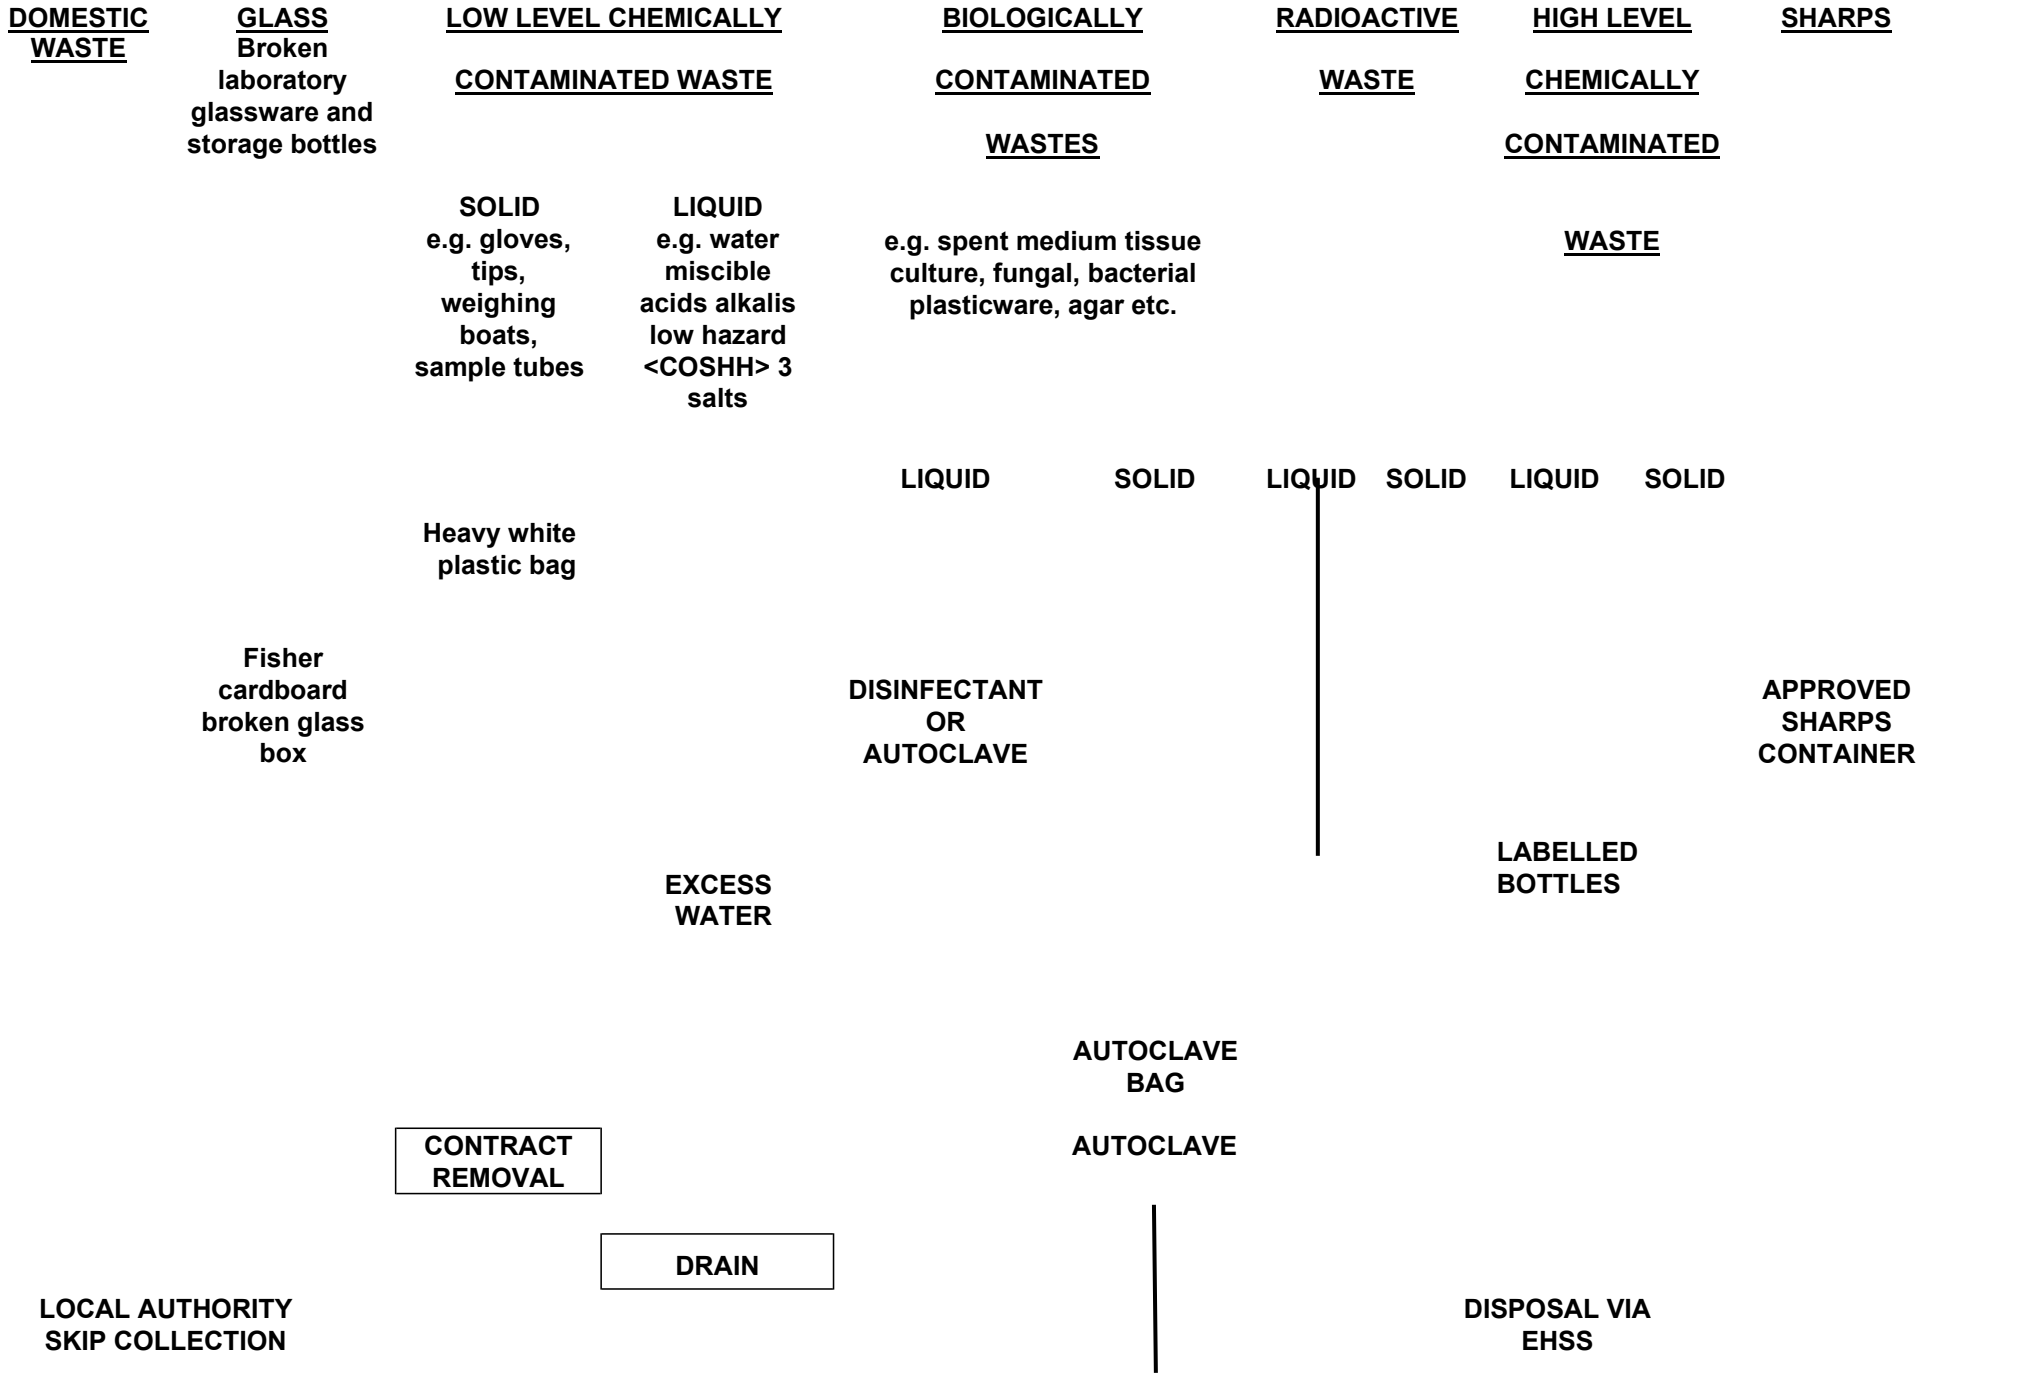 DOMESTIC
WASTE
GLASS
Broken
laboratory
glassware and
storage bottles
LOW LEVEL CHEMICALLY
CONTAMINATED WASTE
SOLID
e.g. gloves,
tips,
weighing
boats,
sample tubes
LIQUID
e.g. water
miscible
acids alkalis
low hazard
<COSHH> 3
salts
BIOLOGICALLY
CONTAMINATED
WASTES
e.g. spent medium tissue
culture, fungal, bacterial
plasticware, agar etc.
RADIOACTIVE
WASTE
HIGH LEVEL
CHEMICALLY
CONTAMINATED
WASTE
SHARPS
LIQUID
SOLID
LIQUID
SOLID
LIQUID
SOLID
Heavy white
plastic bag
Fisher
cardboard
broken glass
box
DISINFECTANT
OR
AUTOCLAVE
APPROVED
SHARPS
CONTAINER
EXCESS
WATER
LABELLED
BOTTLES
AUTOCLAVE
BAG
CONTRACT
REMOVAL
AUTOCLAVE
DRAIN
LOCAL AUTHORITY
SKIP COLLECTION
DISPOSAL VIA
EHSS